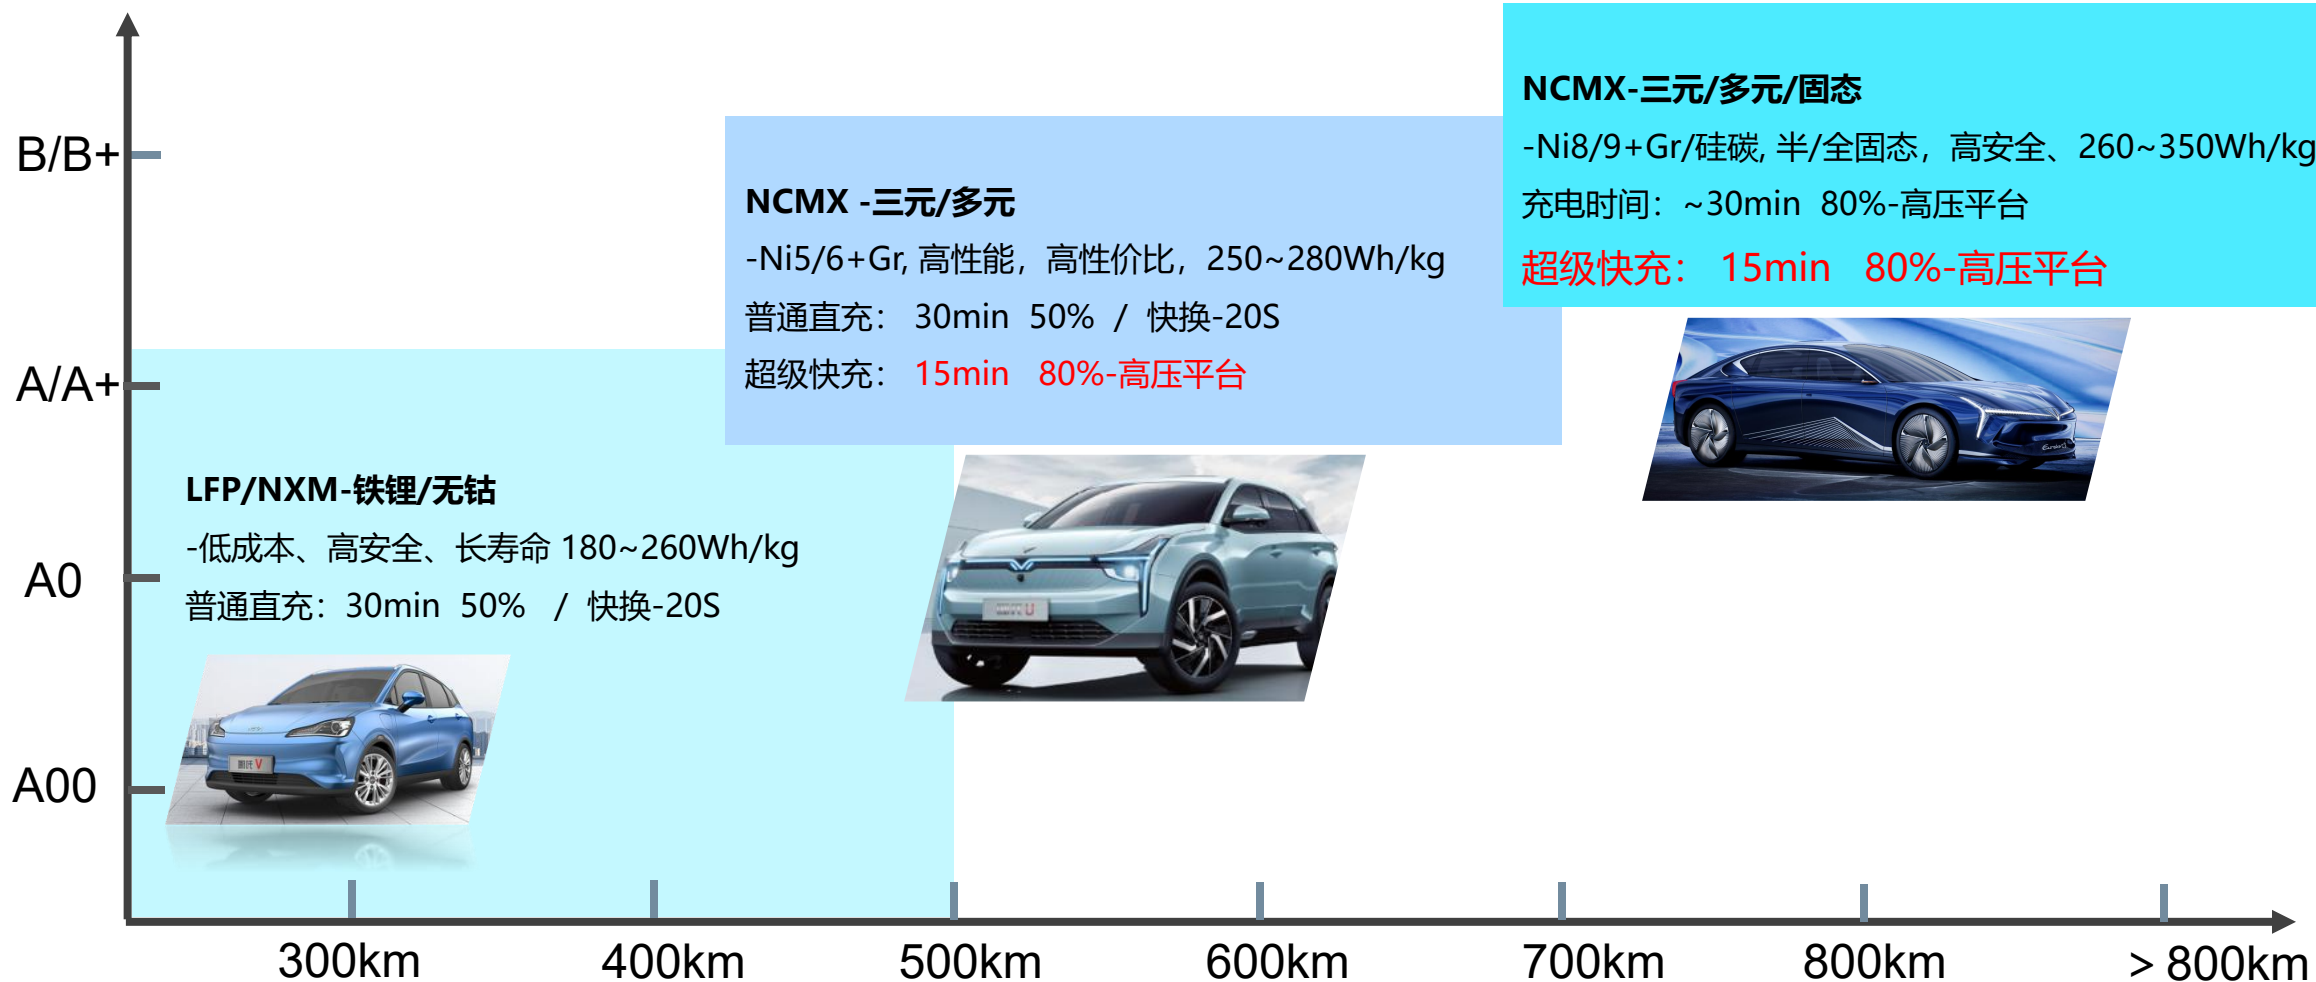 NCMX-三元/多元/固态
-Ni8/9+Gr/硅碳, 半/全固态，高安全、260~350Wh/kg
充电时间：~30min 80%-高压平台
超级快充： 15min 80%-高压平台
B/B+
NCMX -三元/多元
-Ni5/6+Gr, 高性能，高性价比，250~280Wh/kg
普通直充： 30min 50% / 快换-20S
超级快充： 15min 80%-高压平台
A/A+
LFP/NXM-铁锂/无钴
-低成本、高安全、长寿命 180~260Wh/kg
普通直充：30min 50% / 快换-20S
A0
A00
U
V
300km
400km
500km
600km
700km
800km
＞800km